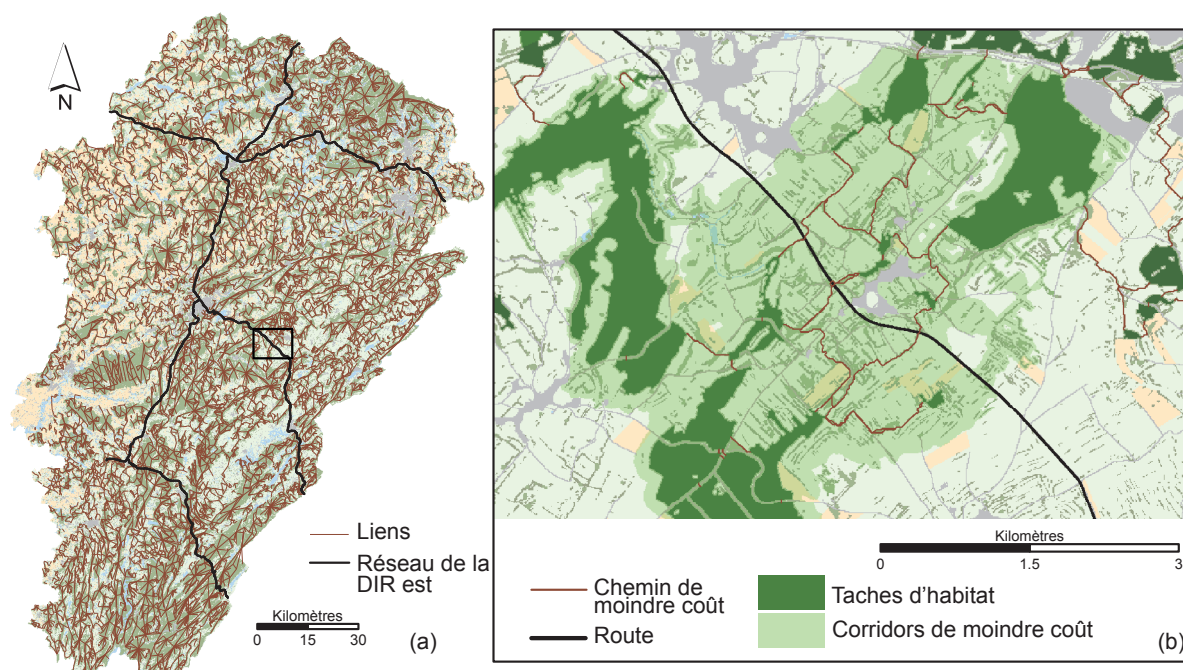 N
Liens
Réseau de la
DIR est
Kilomètres
0 15 30
(a)
Kilomètres
0 1.5 3
Chemin de
moindre coût
Route
Taches d'habitat
Corridors de moindre coût
(b)